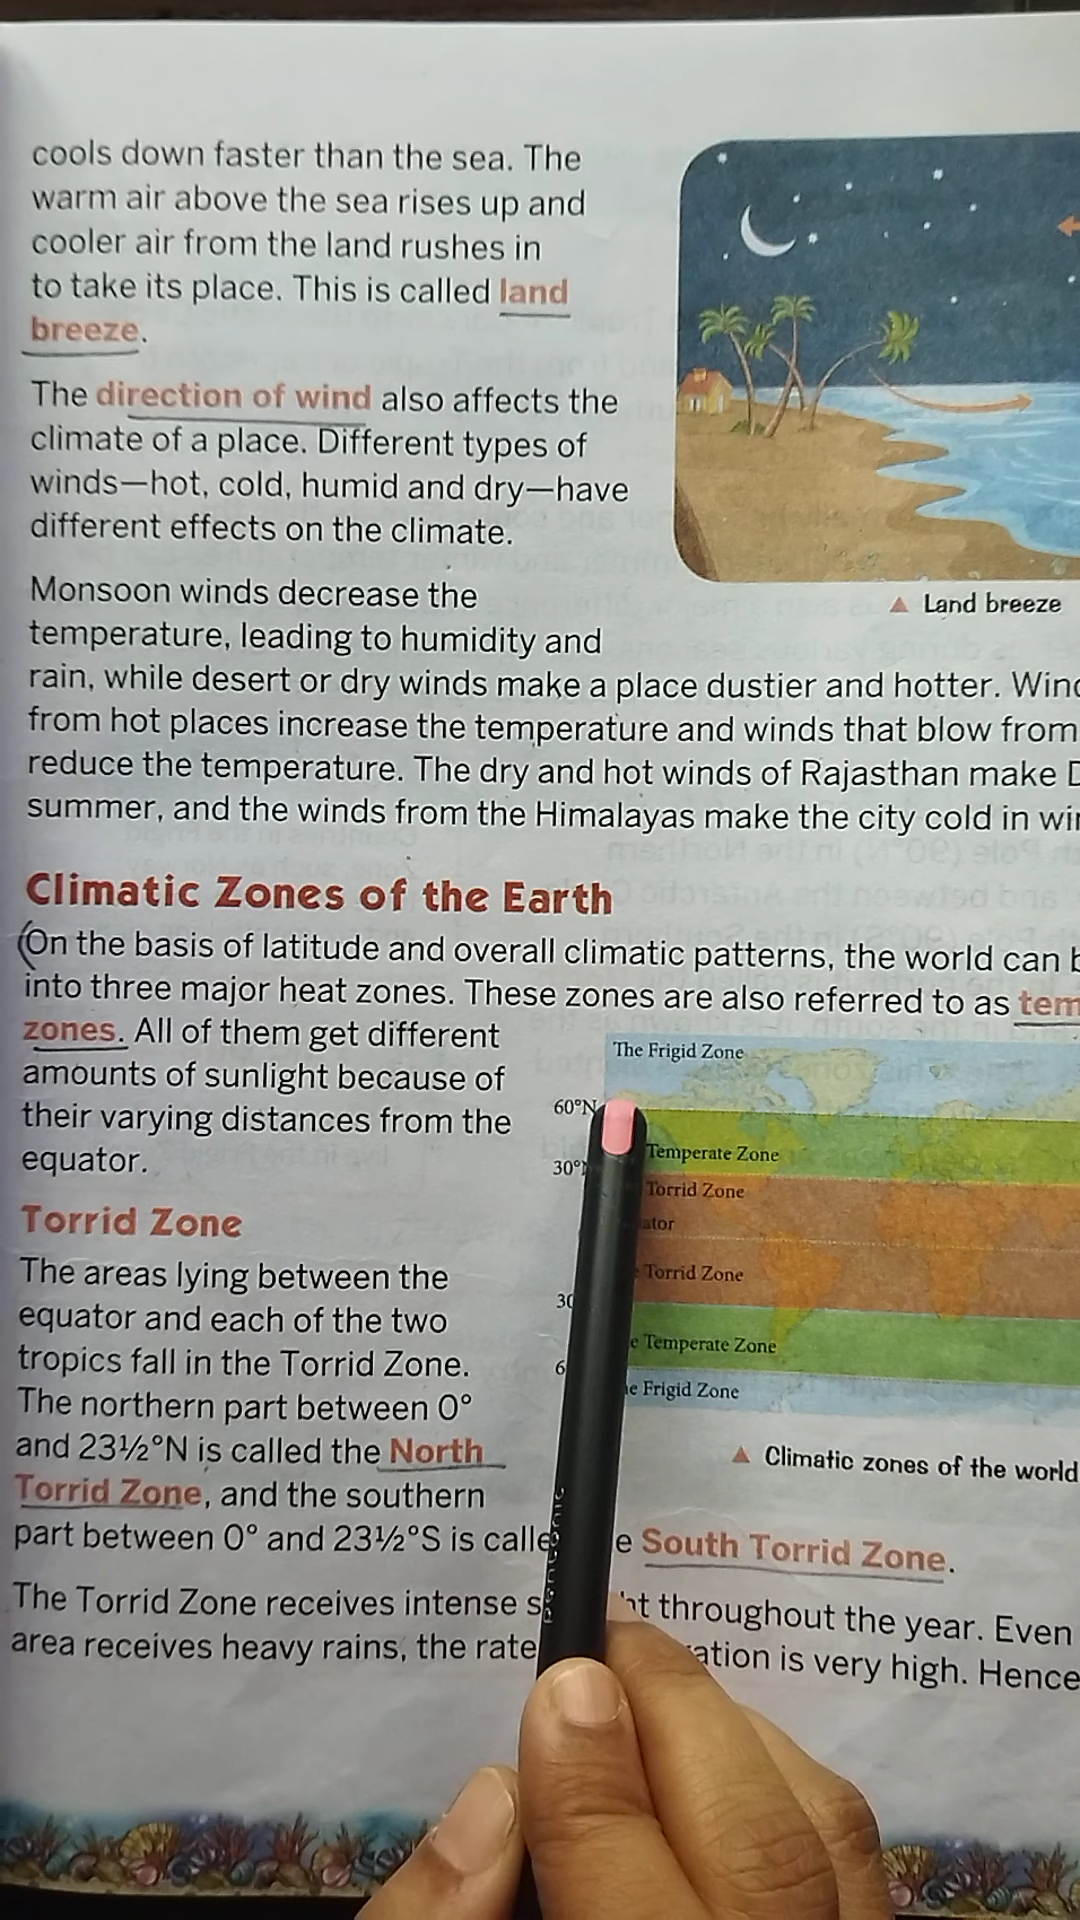 cools down faster than the sea. The
warm air above the sea rises up and
cooler air from the land rushes in
to take its place. This is called land
breeze.
The direction of wind also affects the
climate of a place. Different types of
winds—hot, cold, humid and dry—have
different effects on the climate.
Monsoon winds decrease the
temperature, leading to humidity and
rain, while desert or dry winds make a place dustier and hotter.
from hot places increase the temperature and winds that blow from
reduce the temperature. The dry and hot winds of Rajasthan make
summer, and the winds from the Himalayas make the city cold in
Land breeze
Climatic Zones of the Earth
On the basis of latitude and overall climatic patterns, the world can
into three major heat zones. These zones are also referred to as
zones. All of them get different
amounts of sunlight because of
their varying distances from the
equator.
The Frigid Zone
60°N
Temperate Zone
Torrid Zone
Torrid Zone
Temperate Zone
Frigid Zone
Climatic zones of the world
Torrid Zone
The areas lying between the
equator and each of the two
tropics fall in the Torrid Zone.
The northern part between 0°
and 23½°N is called the North
Torrid Zone, and the southern
part between 0° and 23½°S is South Torrid Zone.
The Torrid Zone receives intense throughout the year. Even
area receives heavy rains, the rate is very high. Hence